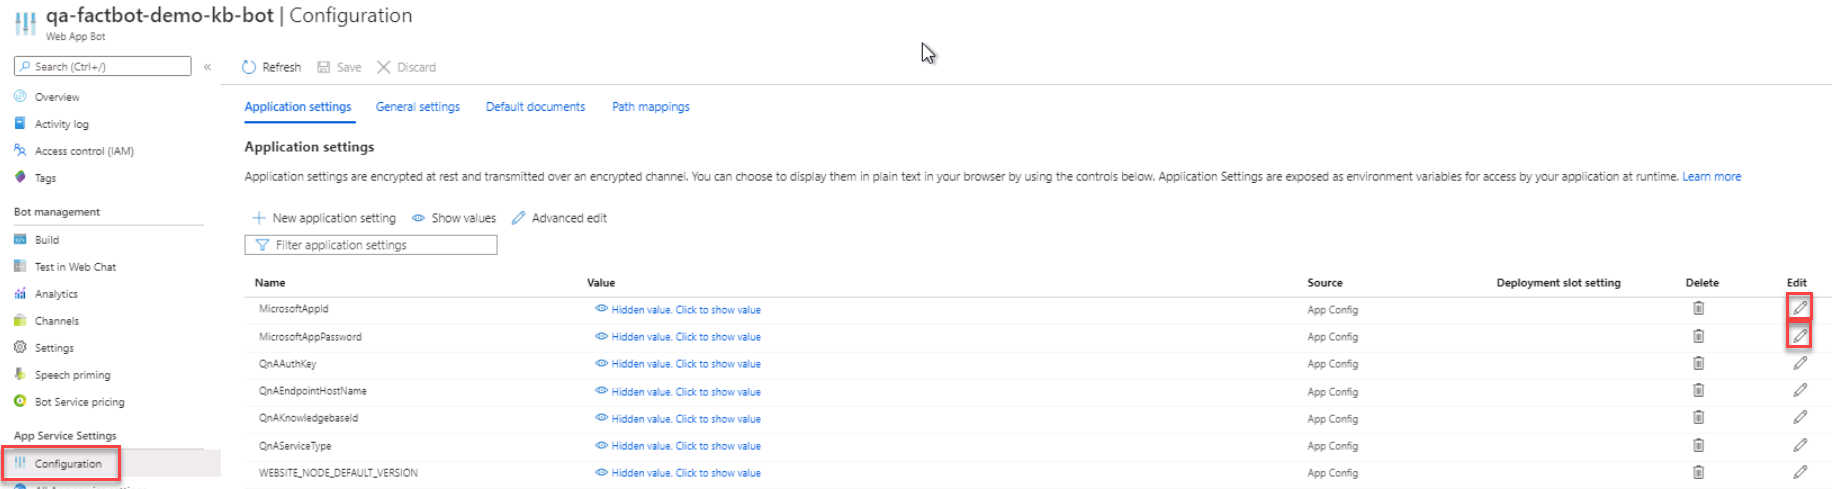 qa-factbot-demo-kb-bot | Configuration
Web App Bot
Search (Ctrl+/)
«
Refresh Save Discard
Overview
Activity log
Access control (IAM)
Tags
Bot management
Build
Test in Web Chat
Analytics
Channels
Settings
Speech priming
Bot Service pricing
App Service Settings
Configuration
Application settings General settings Default documents Path mappings
Application settings
Application settings are encrypted at rest and transmitted over an encrypted channel. You can choose to display them in plain text in your browser by using the controls below. Application Settings are exposed as environment variables for access by your application at runtime. Learn more
New application setting Show values Advanced edit
Filter application settings
Name Value Source Deployment slot setting Delete Edit
MicrosoftAppId Hidden value. Click to show value App Config
MicrosoftAppPassword Hidden value. Click to show value App Config
QnAAuthKey Hidden value. Click to show value App Config
QnAEndpointHostName Hidden value. Click to show value App Config
QnAKnowledgebaseId Hidden value. Click to show value App Config
QnAServiceType Hidden value. Click to show value App Config
WEBSITE_NODE_DEFAULT_VERSION Hidden value. Click to show value App Config